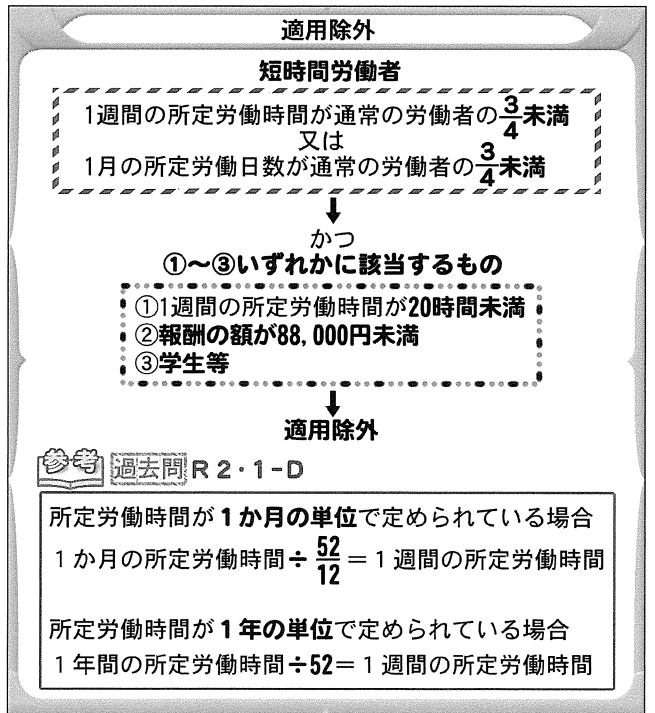 適用除外
短時間労働者
1週間の所定労働時間が通常の労働者の3/4未満
又は
1月の所定労働日数が通常の労働者の3/4未満
かつ
①～③いずれかに該当するもの
①1週間の所定労働時間が20時間未満
②報酬の額が88,000円未満
③学生等
適用除外
参考 過去問 R2・1-D
所定労働時間が1か月の単位で定められている場合
1か月の所定労働時間÷52/12=1週間の所定労働時間
所定労働時間が1年の単位で定められている場合
1年間の所定労働時間÷52=1週間の所定労働時間